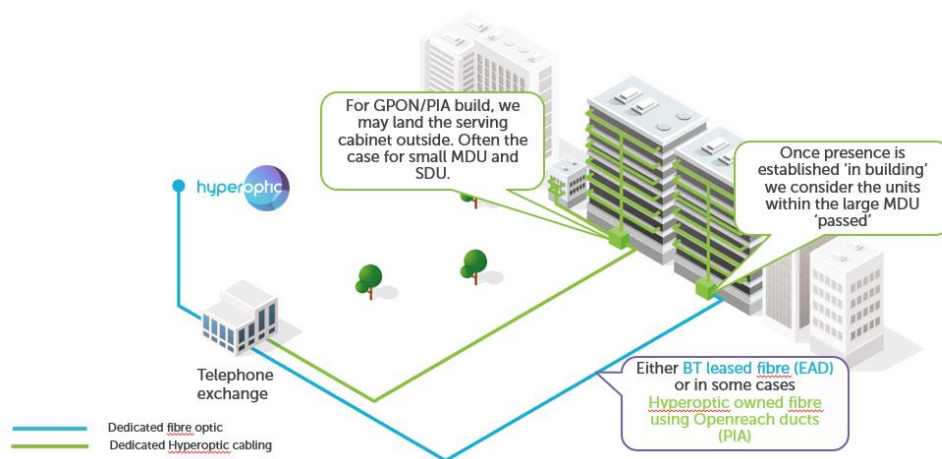 For GPON/PIA build, we
may land the serving
cabinet outside. Often the
case for small MDU and
SDU.
Once presence is
established ‘in building’
we consider the units
within the large MDU
‘passed’
hyperoptic
Telephone
exchange
Either BT leased fibre (EAD)
or in some cases
Hyperoptic owned fibre
using Openreach ducts
(PIA)
Dedicated fibre optic
Dedicated Hyperoptic cabling